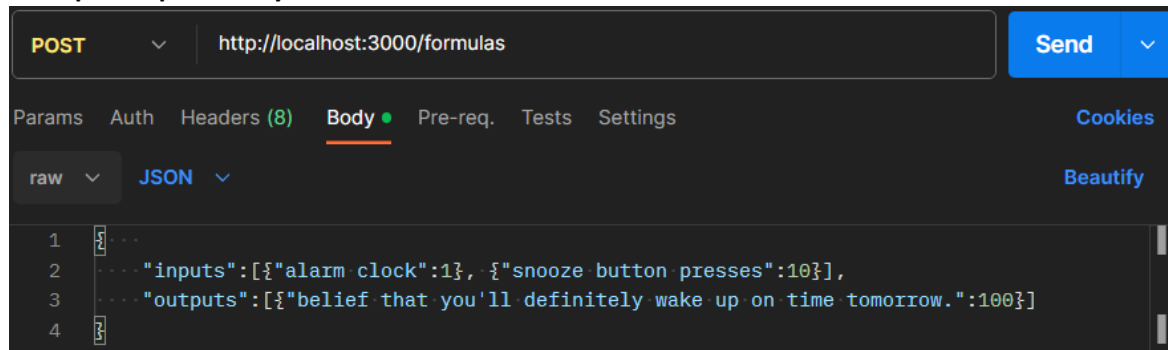 POST http://localhost:3000/formulas Send
Params Auth Headers (8) Body Pre-req. Tests Settings Cookies
raw JSON Beautify
1 {
2 "inputs":[{"alarm clock":1}, {"snooze button presses":10}],
3 "outputs":[{"belief that you'll definitely wake up on time tomorrow.":100}]
4 }